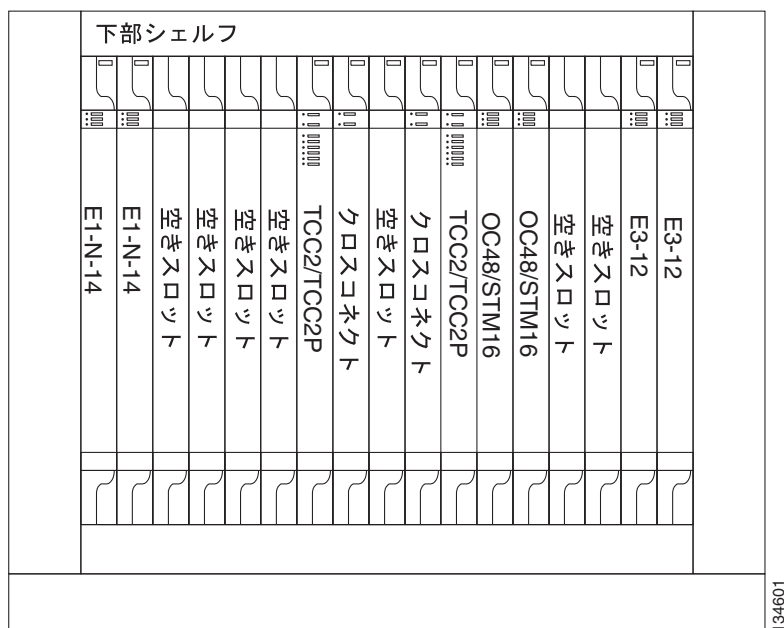 下部シェルフ
E1-N-14
E1-N-14
空きスロット
空きスロット
空きスロット
空きスロット
TCC2/TCC2P
クロスコネクト
空きスロット
クロスコネクト
TCC2/TCC2P
OC48/STM16
OC48/STM16
空きスロット
空きスロット
E3-12
E3-12
34601